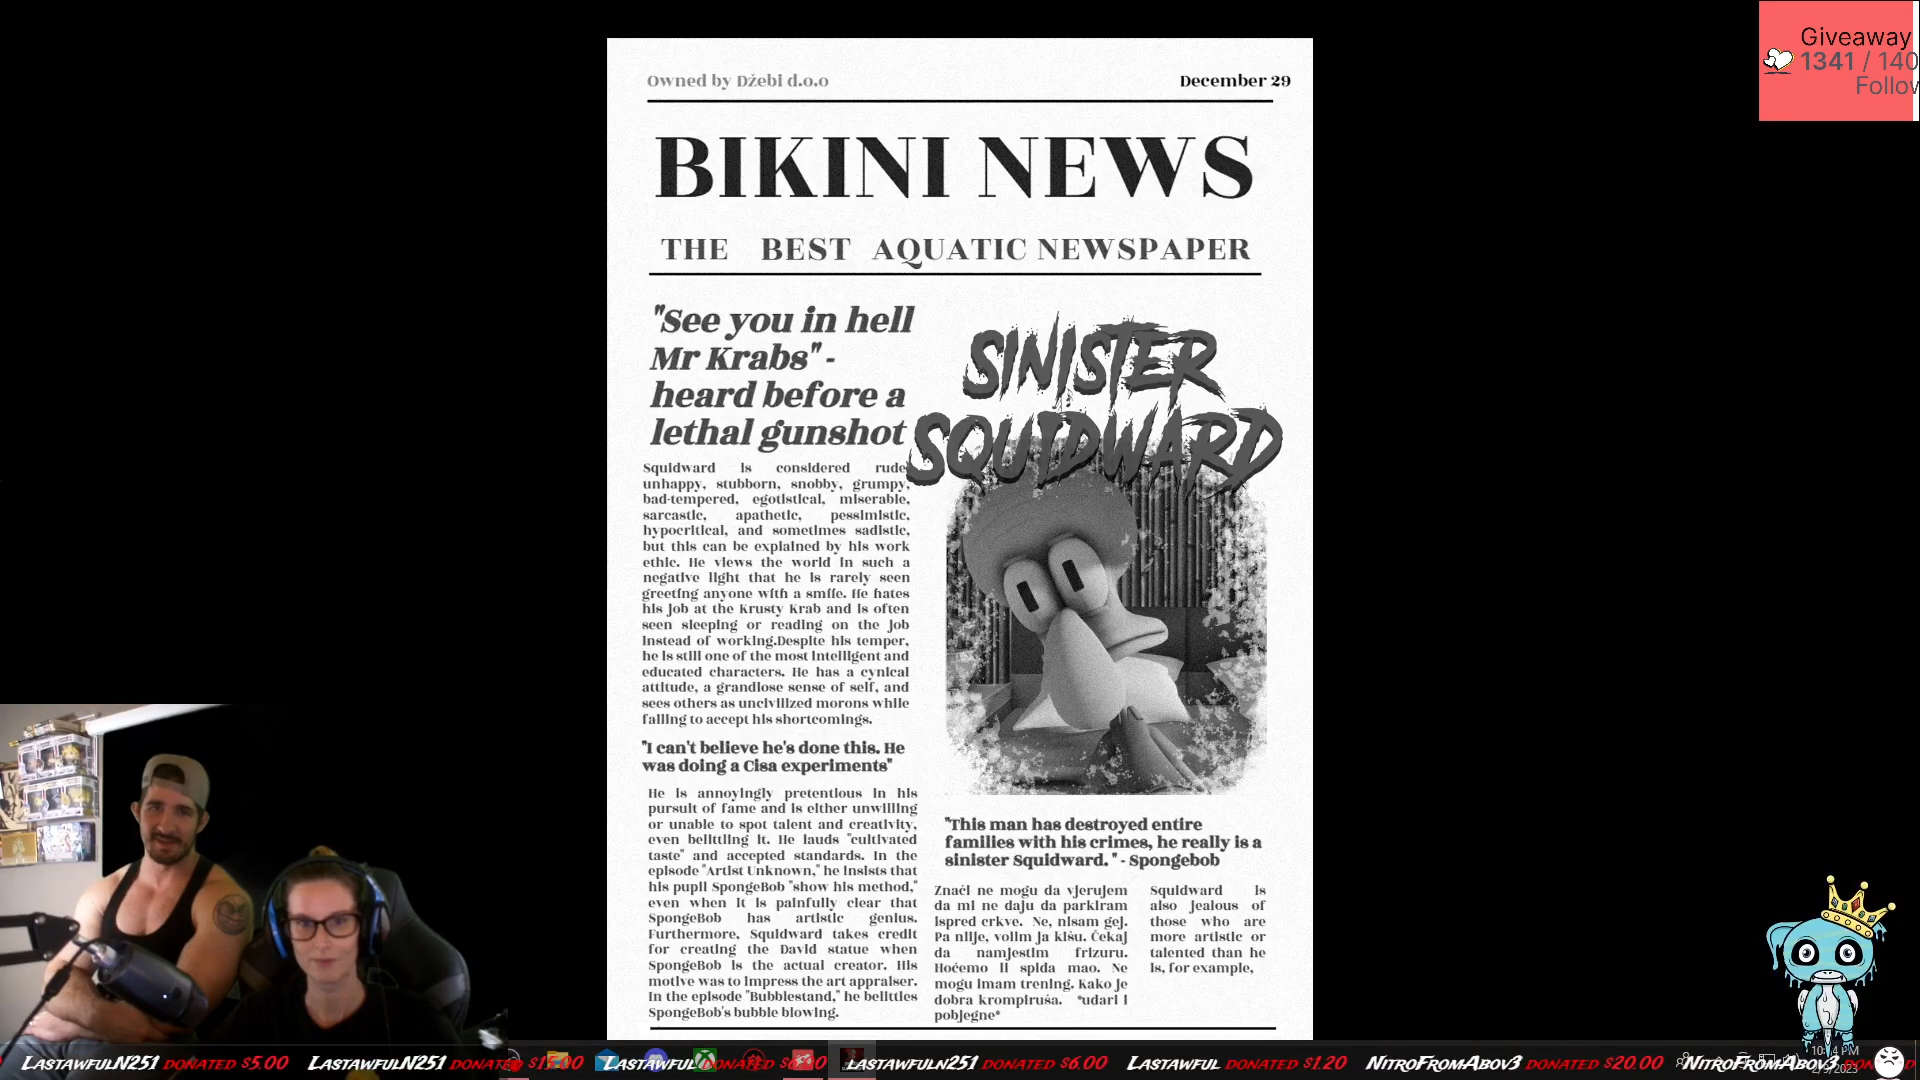 Giveaway
1341 / 140
Follow
Owned by Džebi d.o.o
December 29
BIKINI NEWS
THE BEST AQUATIC NEWSPAPER
"See you in hell
Mr Krabs" -
heard before a
lethal gunshot
SINISTER
SQUIDWARD
Squidward is considered rude,
unhappy, stubborn, snobby, grumpy,
bad-tempered, egotistical, miserable,
sarcastic, apathetic, pessimistic,
hypocritical, and sometimes sadistic,
but this can be explained by his work
ethic. He views the world in such a
negative light that he is rarely seen
greeting anyone with a smile. He hates
his job at the Krusty Krab and is often
seen sleeping or reading on the job
instead of working.Despite his temper,
he is still one of the most intelligent and
educated characters. He has a cynical
attitude, a grandiose sense of self, and
sees others as uncivilized morons while
failing to accept his shortcomings.
"I can't believe he's done this. He
was doing a Cisa experiments"
He is annoyingly pretentious in his
pursuit of fame and is either unwilling
or unable to spot talent and creativity,
even belittling it. He lauds "cultivated
taste" and accepted standards. In the
episode "Artist Unknown," he insists that
his pupil SpongeBob "show his method,"
even when it is painfully clear that
SpongeBob has artistic genius.
Furthermore, Squidward takes credit
for creating the David statue when
SpongeBob is the actual creator. His
motive was to impress the art appraiser.
In the episode "Bubblestand," he belittles
SpongeBob's bubble blowing.
"This man has destroyed entire
families with his crimes, he really is a
sinister Squidward. " - Spongebob
Znači ne mogu da vjerujem
da mi ne daju da parkiram
ispred crkve. Ne, nisam gej.
Pa nije, volim ja kišu. Čekaj
da namjestim frizuru.
Hoćemo li spida mao. Ne
mogu imam trening. Kako je
dobra krompiruša. *udari i
pobjegne*
Squidward is
also jealous of
those who are
more artistic or
talented than he
is, for example,
LastawfulN251 donated $5.00 LastawfulN251 donated $15.00 Lastawful donated lastawfuln251 donated $6.00 Lastawful donated $1.20 NitroFromAbov3 donated $20.00 NitroFromAbov3
2/9/2023